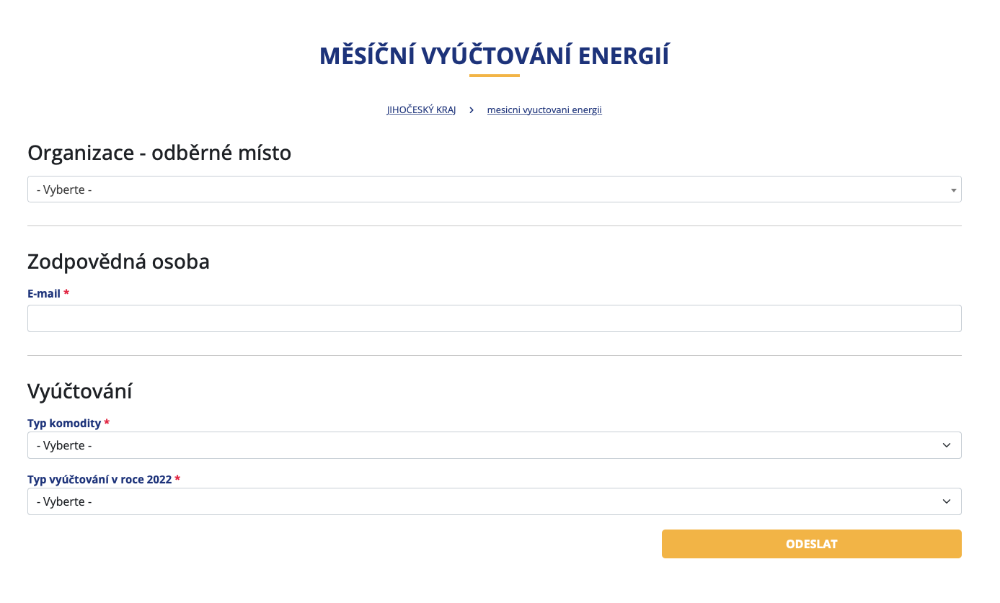 MĚSÍČNÍ VYÚČTOVÁNÍ ENERGIÍ
JIHOČESKÝ KRAJ > mesicni vyuctovani energii
Organizace - odběrné místo
- Vyberte -
Zodpovědná osoba
E-mail *
Vyúčtování
Typ komodity *
- Vyberte -
Typ vyúčtování v roce 2022 *
- Vyberte -
ODESLAT